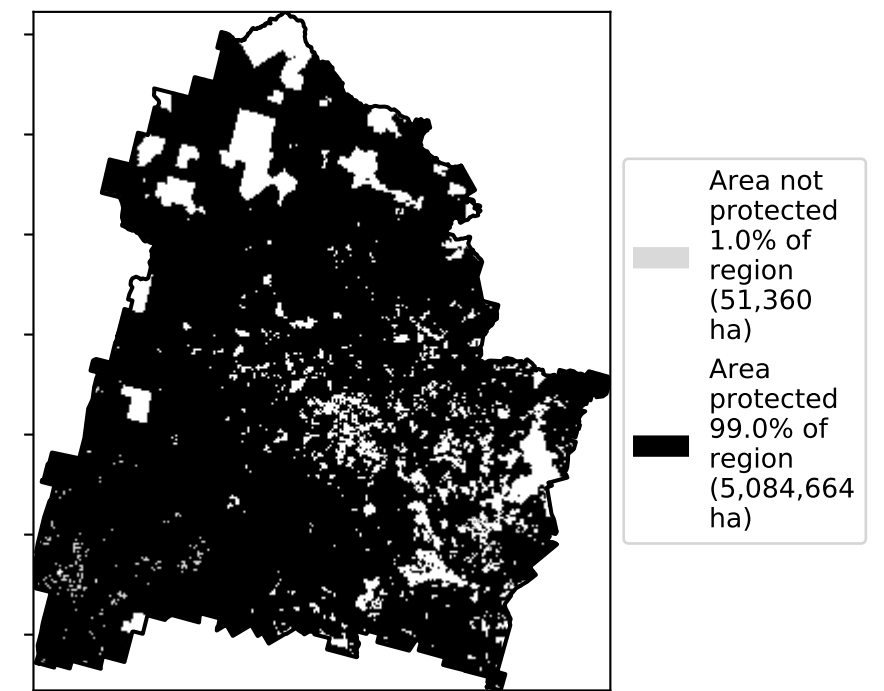 Area not
protected
1.0% of
region
(51,360
ha)
Area
protected
99.0% of
region
(5,084,664
ha)